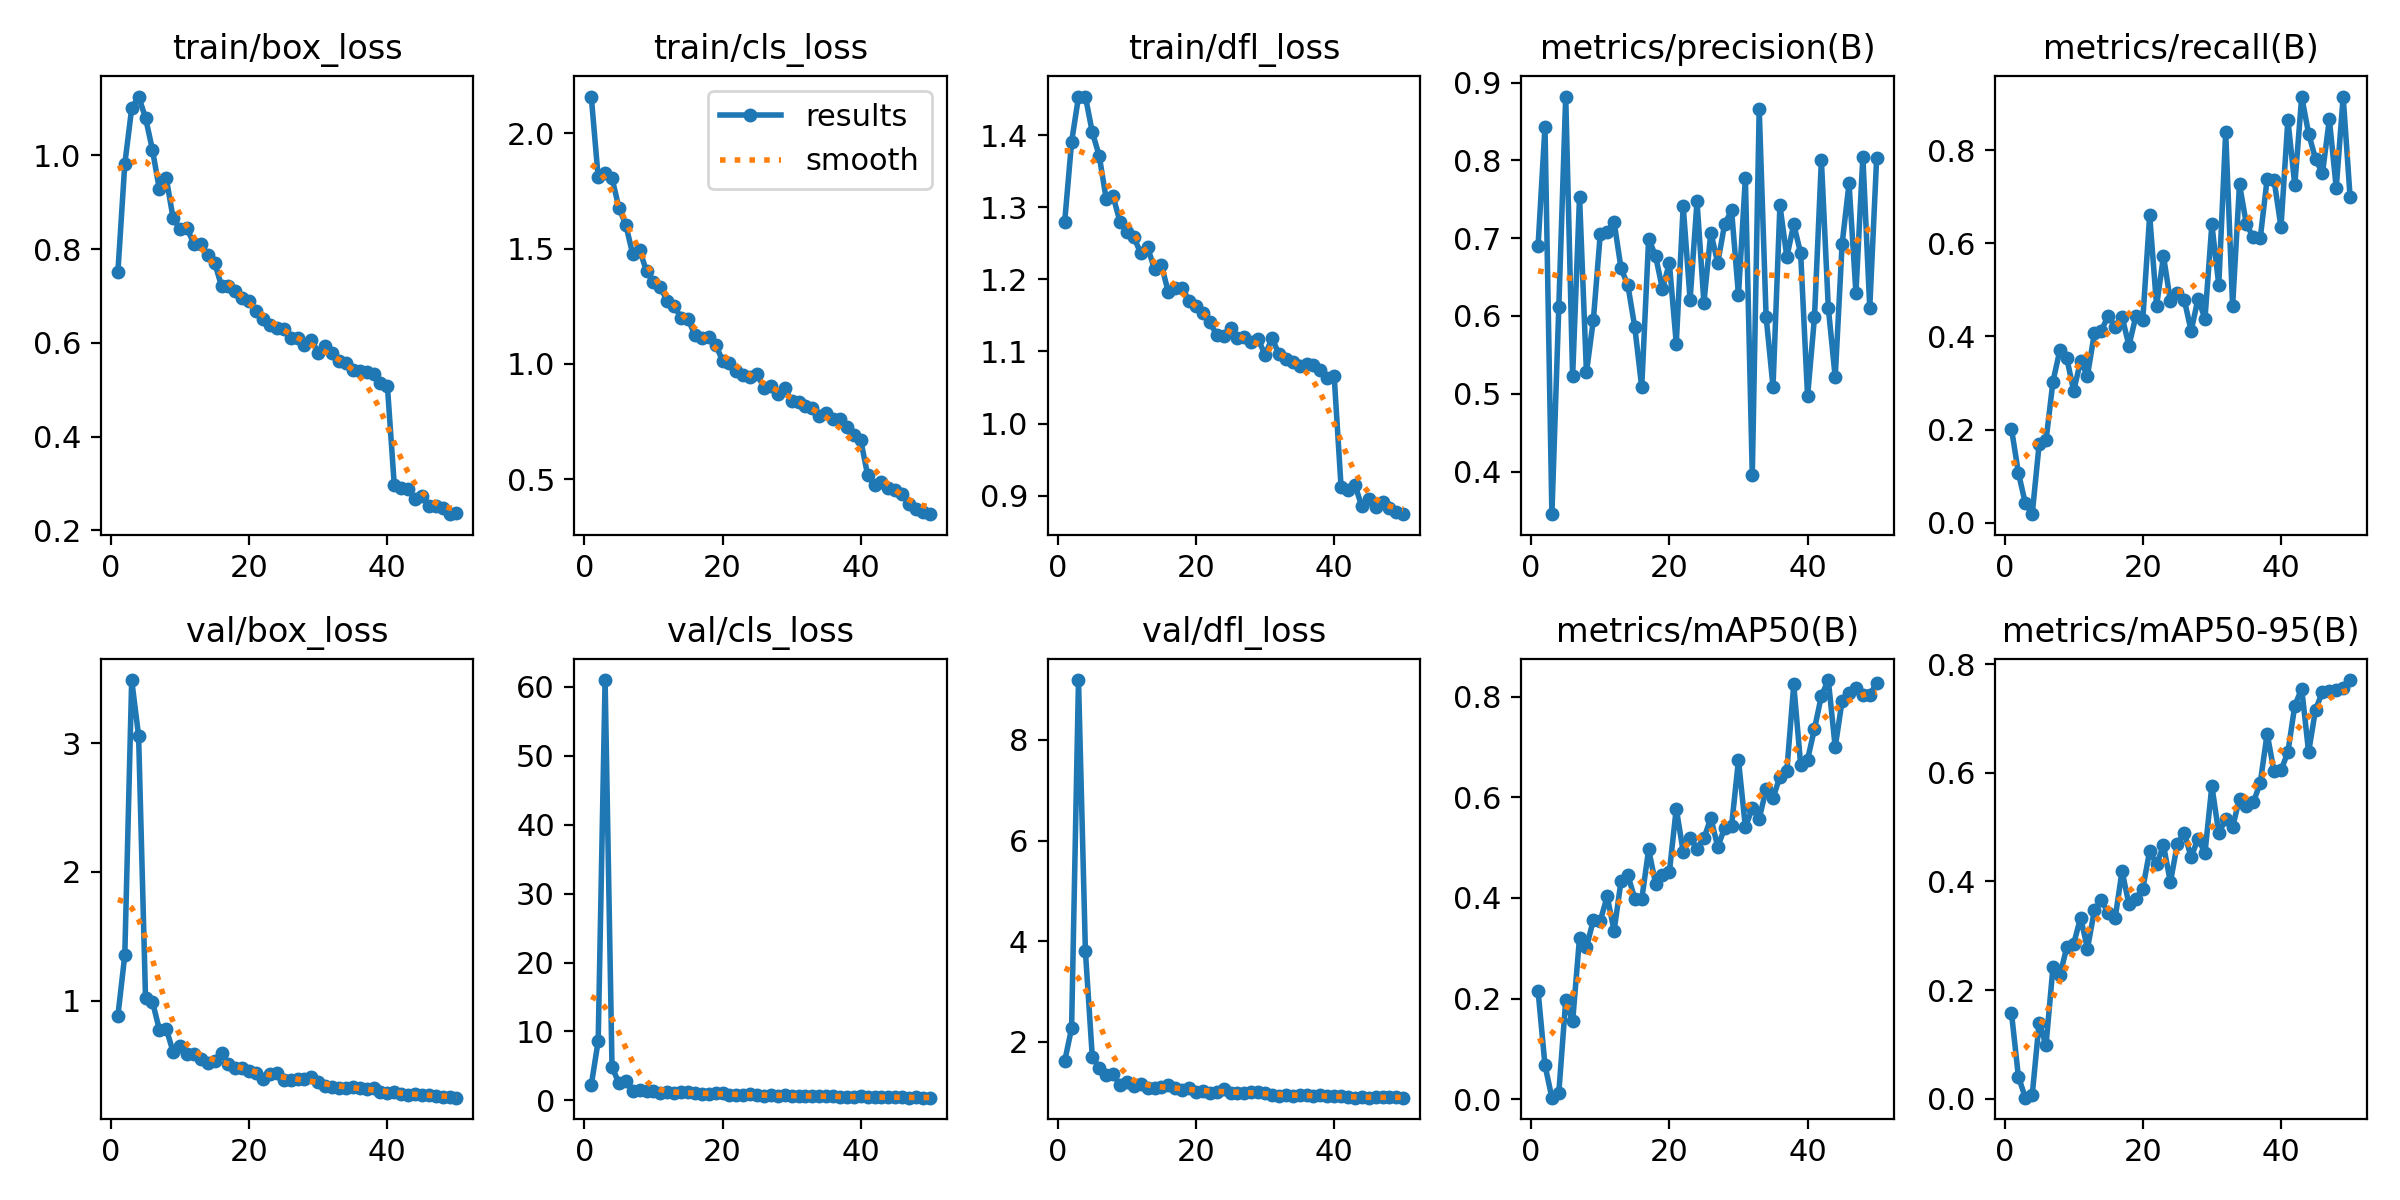 train/box_loss
train/cls_loss
train/dfl_loss
metrics/precision(B)
metrics/recall(B)
1.0
0.8
0.6
0.4
0.2
0 20 40
2.0
1.5
1.0
0.5
0 20 40
results
smooth
1.4
1.3
1.2
1.1
1.0
0.9
0 20 40
0.9
0.8
0.7
0.6
0.5
0.4
0 20 40
0.8
0.6
0.4
0.2
0.0
0 20 40
val/box_loss
val/cls_loss
val/dfl_loss
metrics/mAP50(B)
metrics/mAP50-95(B)
3
2
1
0 20 40
60
50
40
30
20
10
0
0 20 40
8
6
4
2
0 20 40
0.8
0.6
0.4
0.2
0.0
0 20 40
0.8
0.6
0.4
0.2
0.0
0 20 40